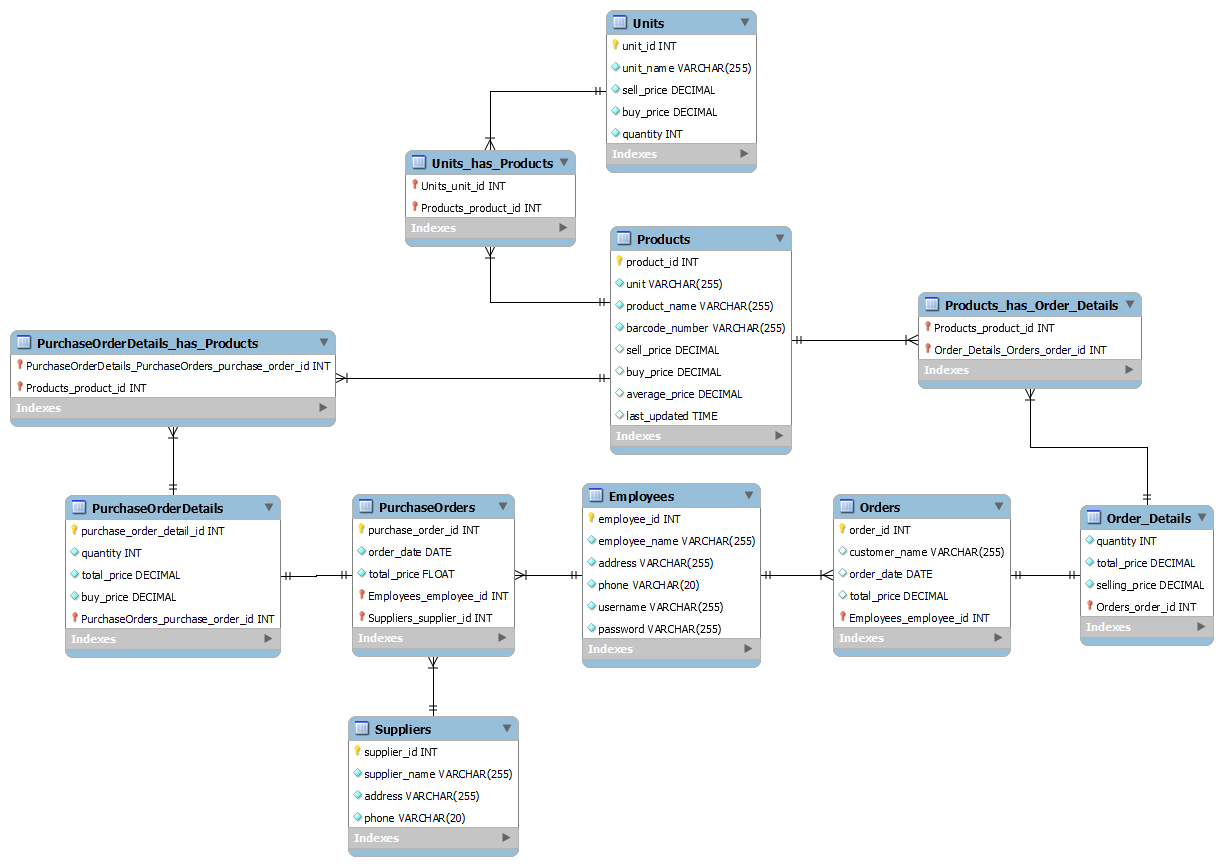 Units
unit_id INT
unit_name VARCHAR(255)
sell_price DECIMAL
buy_price DECIMAL
quantity INT
Indexes
Units_has_Products
Units_unit_id INT
Products_product_id INT
Indexes
Products
product_id INT
unit VARCHAR(255)
product_name VARCHAR(255)
barcode_number VARCHAR(255)
sell_price DECIMAL
buy_price DECIMAL
average_price DECIMAL
last_updated TIME
Indexes
Products_has_Order_Details
Products_product_id INT
Order_Details_Orders_order_id INT
Indexes
PurchaseOrderDetails_has_Products
PurchaseOrderDetails_PurchaseOrders_purchase_order_id INT
Products_product_id INT
Indexes
PurchaseOrderDetails
purchase_order_detail_id INT
quantity INT
total_price DECIMAL
buy_price DECIMAL
PurchaseOrders_purchase_order_id INT
Indexes
PurchaseOrders
purchase_order_id INT
order_date DATE
total_price FLOAT
Employees_employee_id INT
Suppliers_supplier_id INT
Indexes
Employees
employee_id INT
employee_name VARCHAR(255)
address VARCHAR(255)
phone VARCHAR(20)
username VARCHAR(255)
password VARCHAR(255)
Indexes
Orders
order_id INT
customer_name VARCHAR(255)
order_date DATE
total_price DECIMAL
Employees_employee_id INT
Indexes
Order_Details
quantity INT
total_price DECIMAL
selling_price DECIMAL
Orders_order_id INT
Indexes
Suppliers
supplier_id INT
supplier_name VARCHAR(255)
address VARCHAR(255)
phone VARCHAR(20)
Indexes